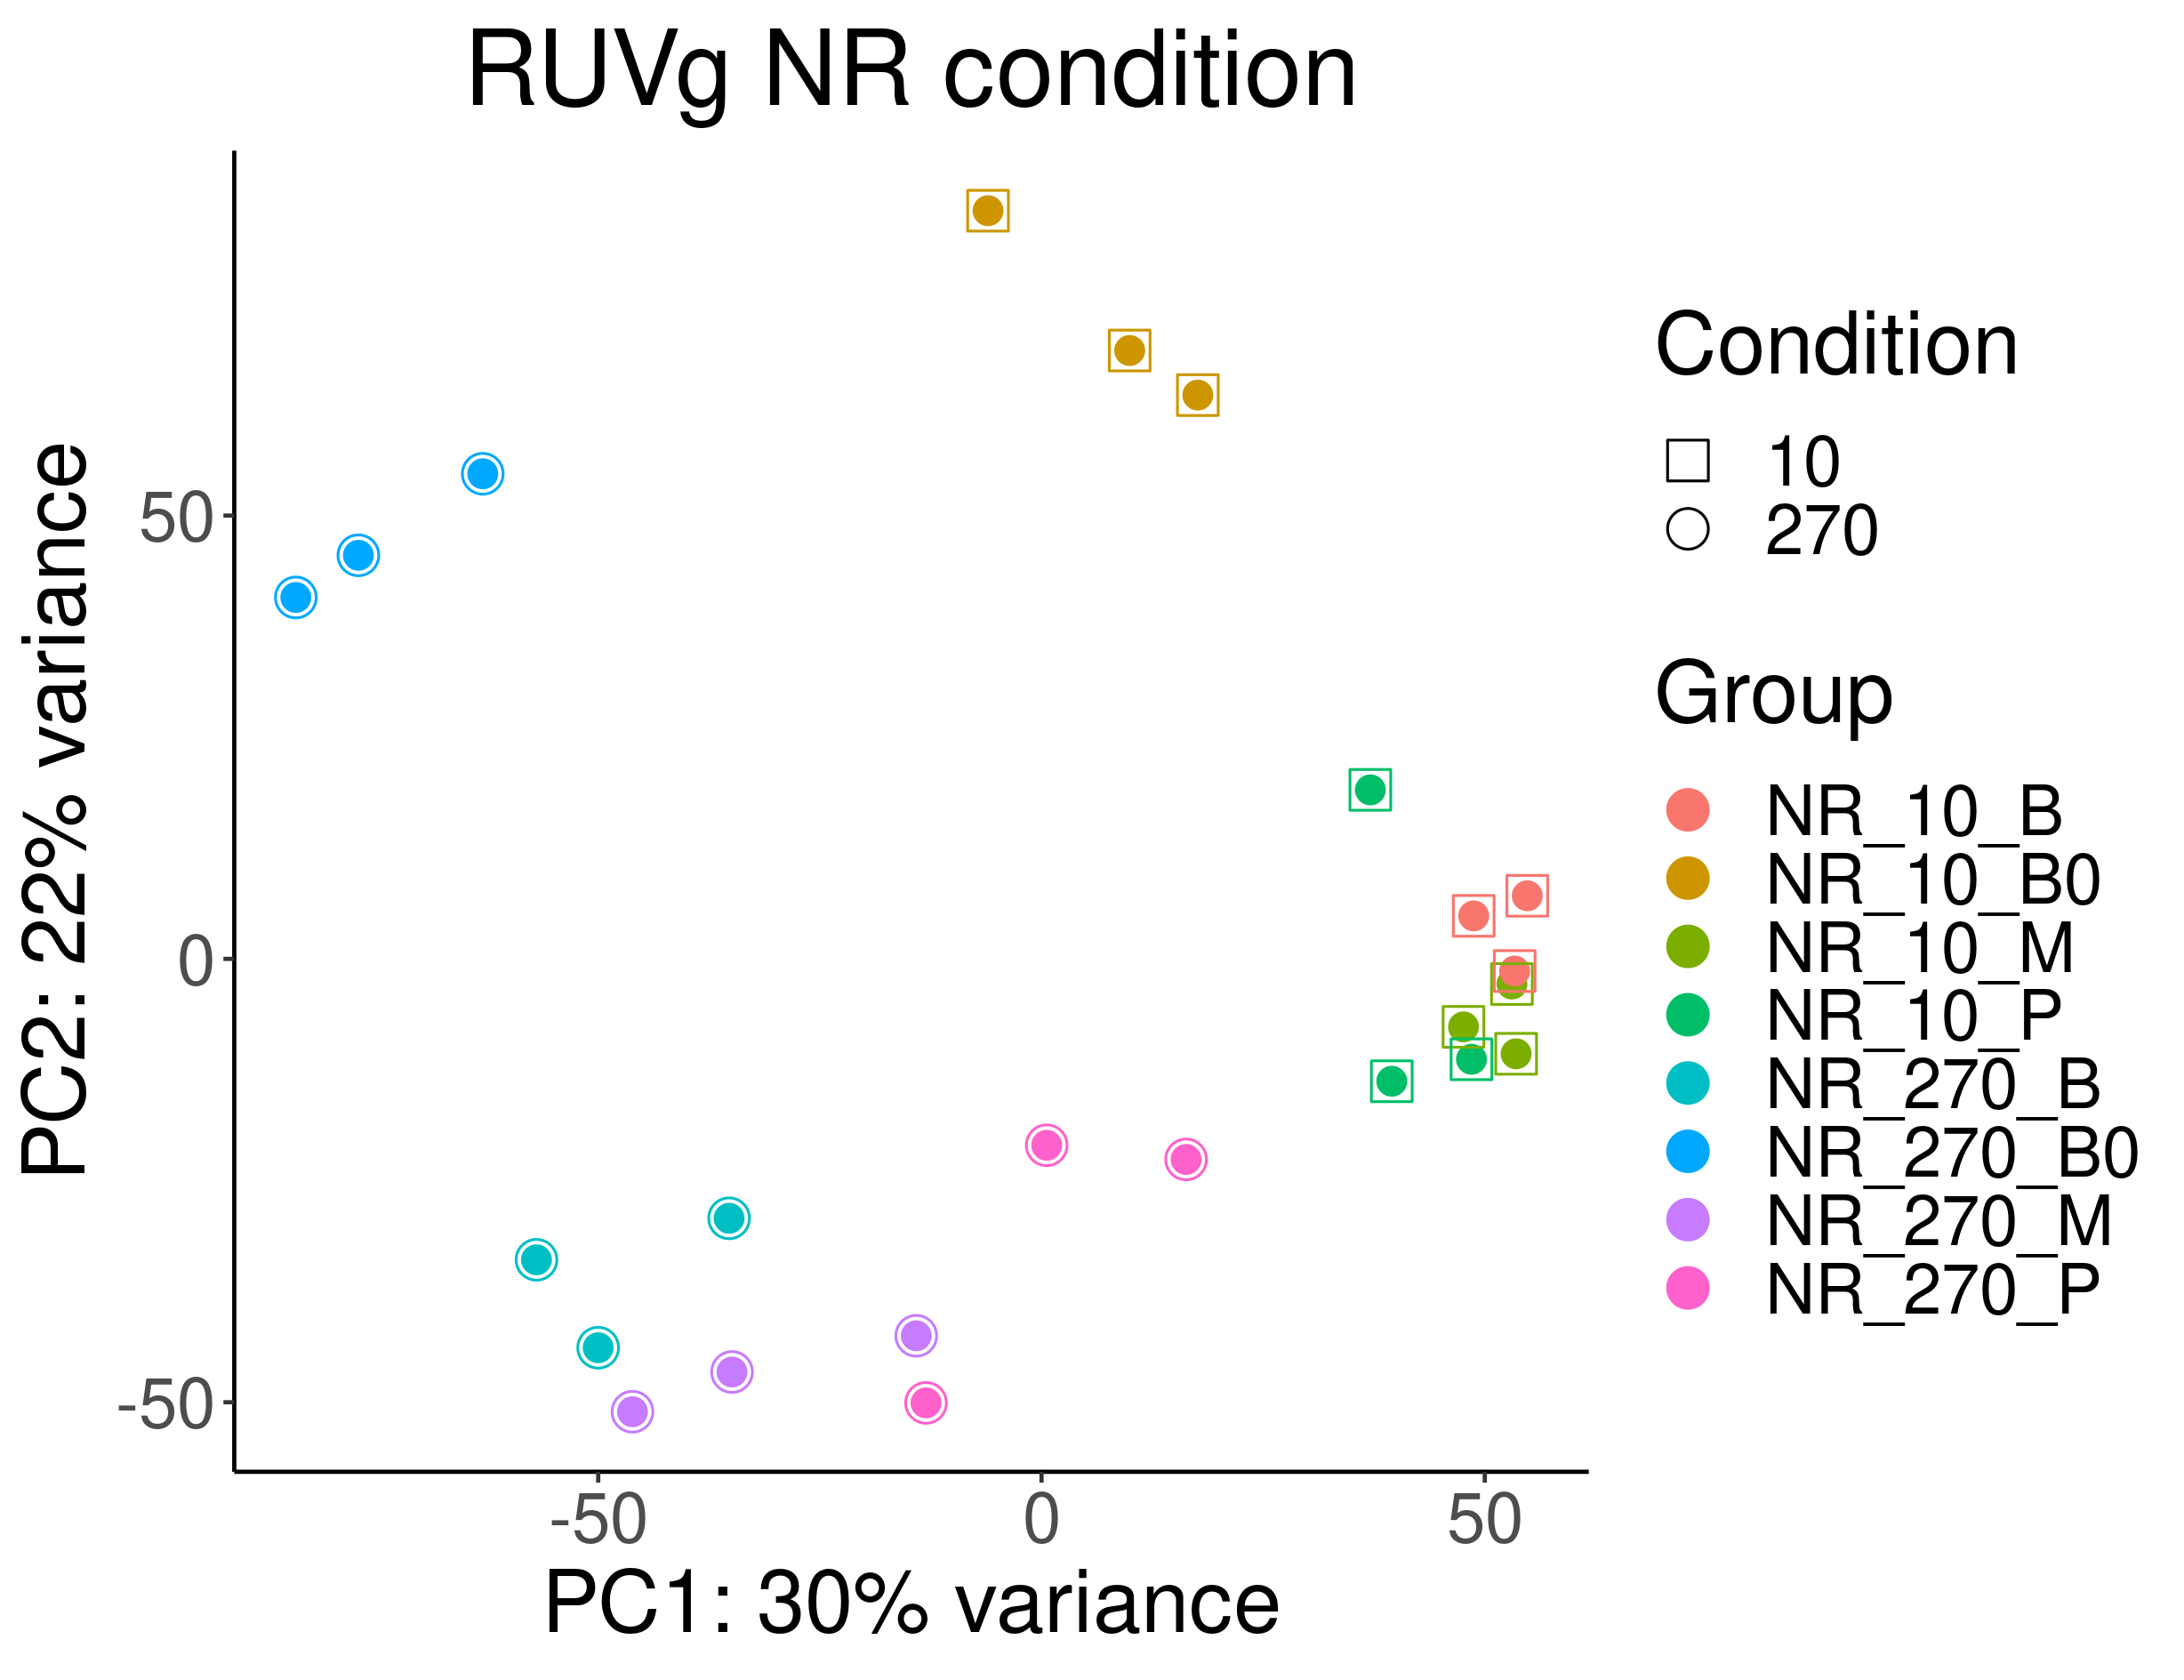 RUVg NR condition
PC2: 22% variance
50
0
-50
-50
0
50
PC1: 30% variance
Condition
10
270
Group
NR_10_B
NR_10_B0
NR_10_M
NR_10_P
NR_270_B
NR_270_B0
NR_270_M
NR_270_P